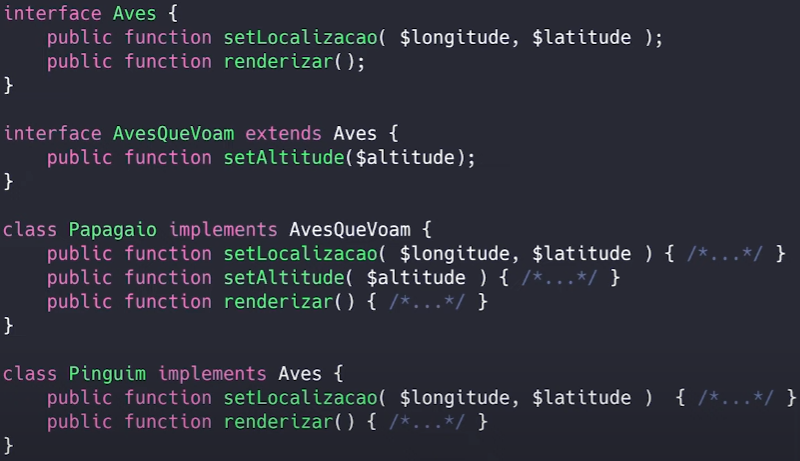 interface Aves {
    public function setLocalizacao( $longitude, $latitude );
    public function renderizar();
}

interface AvesQueVoam extends Aves {
    public function setAltitude($altitude);
}

class Papagaio implements AvesQueVoam {
    public function setLocalizacao( $longitude, $latitude ) { /*...*/ }
    public function setAltitude( $altitude ) { /*...*/ }
    public function renderizar() { /*...*/ }
}

class Pinguim implements Aves {
    public function setLocalizacao( $longitude, $latitude )  { /*...*/ }
    public function renderizar() { /*...*/ }
}